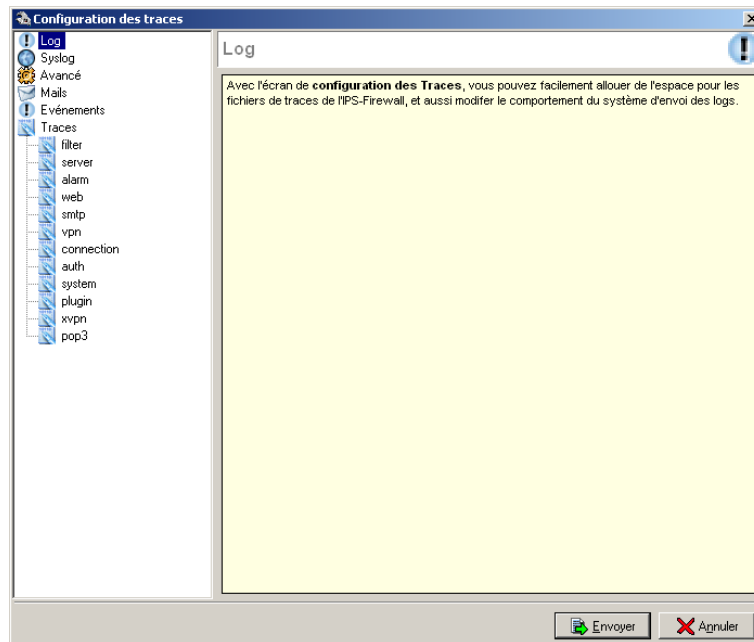 Configuration des traces
Log
Syslog
Avancé
Mails
Evénements
Traces
filter
server
alarm
web
smtp
vpn
connection
auth
system
plugin
xvpn
pop3
Log
Avec l'écran de configuration des Traces, vous pouvez facilement allouer de l'espace pour les
fichiers de traces de l'IPS-Firewall, et aussi modifer le comportement du système d'envoi des logs.
Envoyer
Annuler